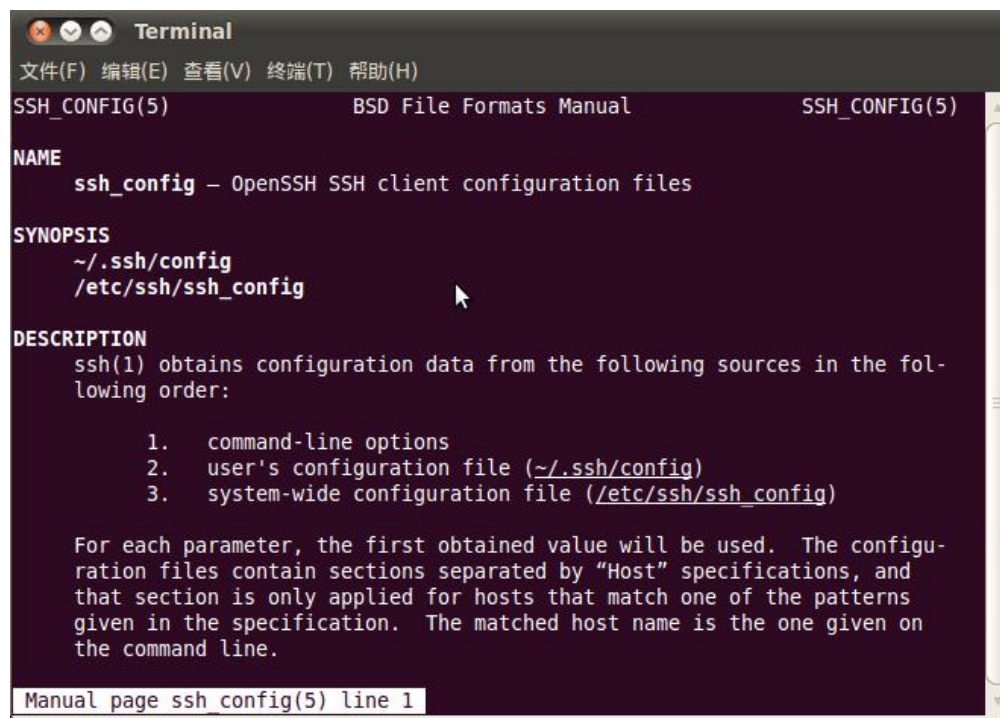 Terminal
文件(F) 编辑(E) 查看(V) 终端(T) 帮助(H)
SSH_CONFIG(5) BSD File Formats Manual SSH_CONFIG(5)
NAME
ssh_config — OpenSSH SSH client configuration files
SYNOPSIS
~/.ssh/config
/etc/ssh/ssh_config
DESCRIPTION
ssh(1) obtains configuration data from the following sources in the fol-
lowing order:
1. command-line options
2. user's configuration file (~/.ssh/config)
3. system-wide configuration file (/etc/ssh/ssh_config)
For each parameter, the first obtained value will be used. The configu-
ration files contain sections separated by “Host” specifications, and
that section is only applied for hosts that match one of the patterns
given in the specification. The matched host name is the one given on
the command line.
Manual page ssh_config(5) line 1